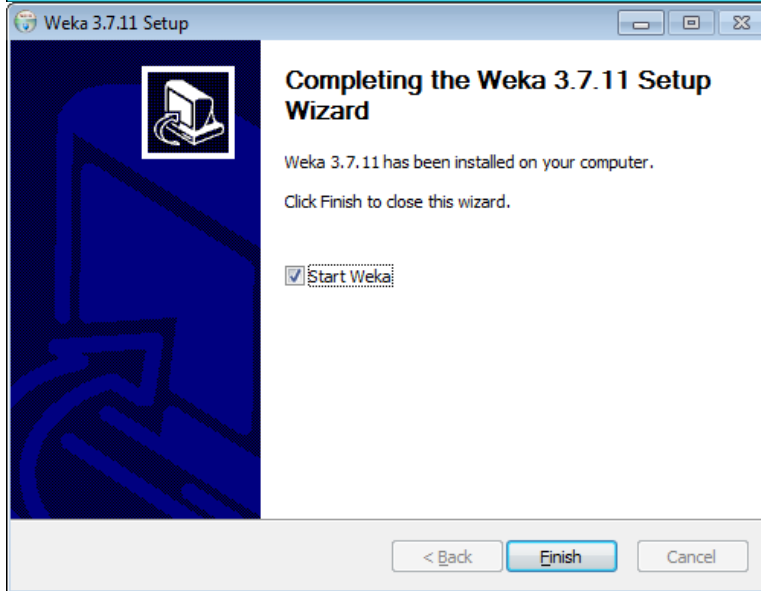 Weka 3.7.11 Setup
Completing the Weka 3.7.11 Setup
Wizard
Weka 3.7.11 has been installed on your computer.
Click Finish to close this wizard.
Start Weka
< Back
Finish
Cancel